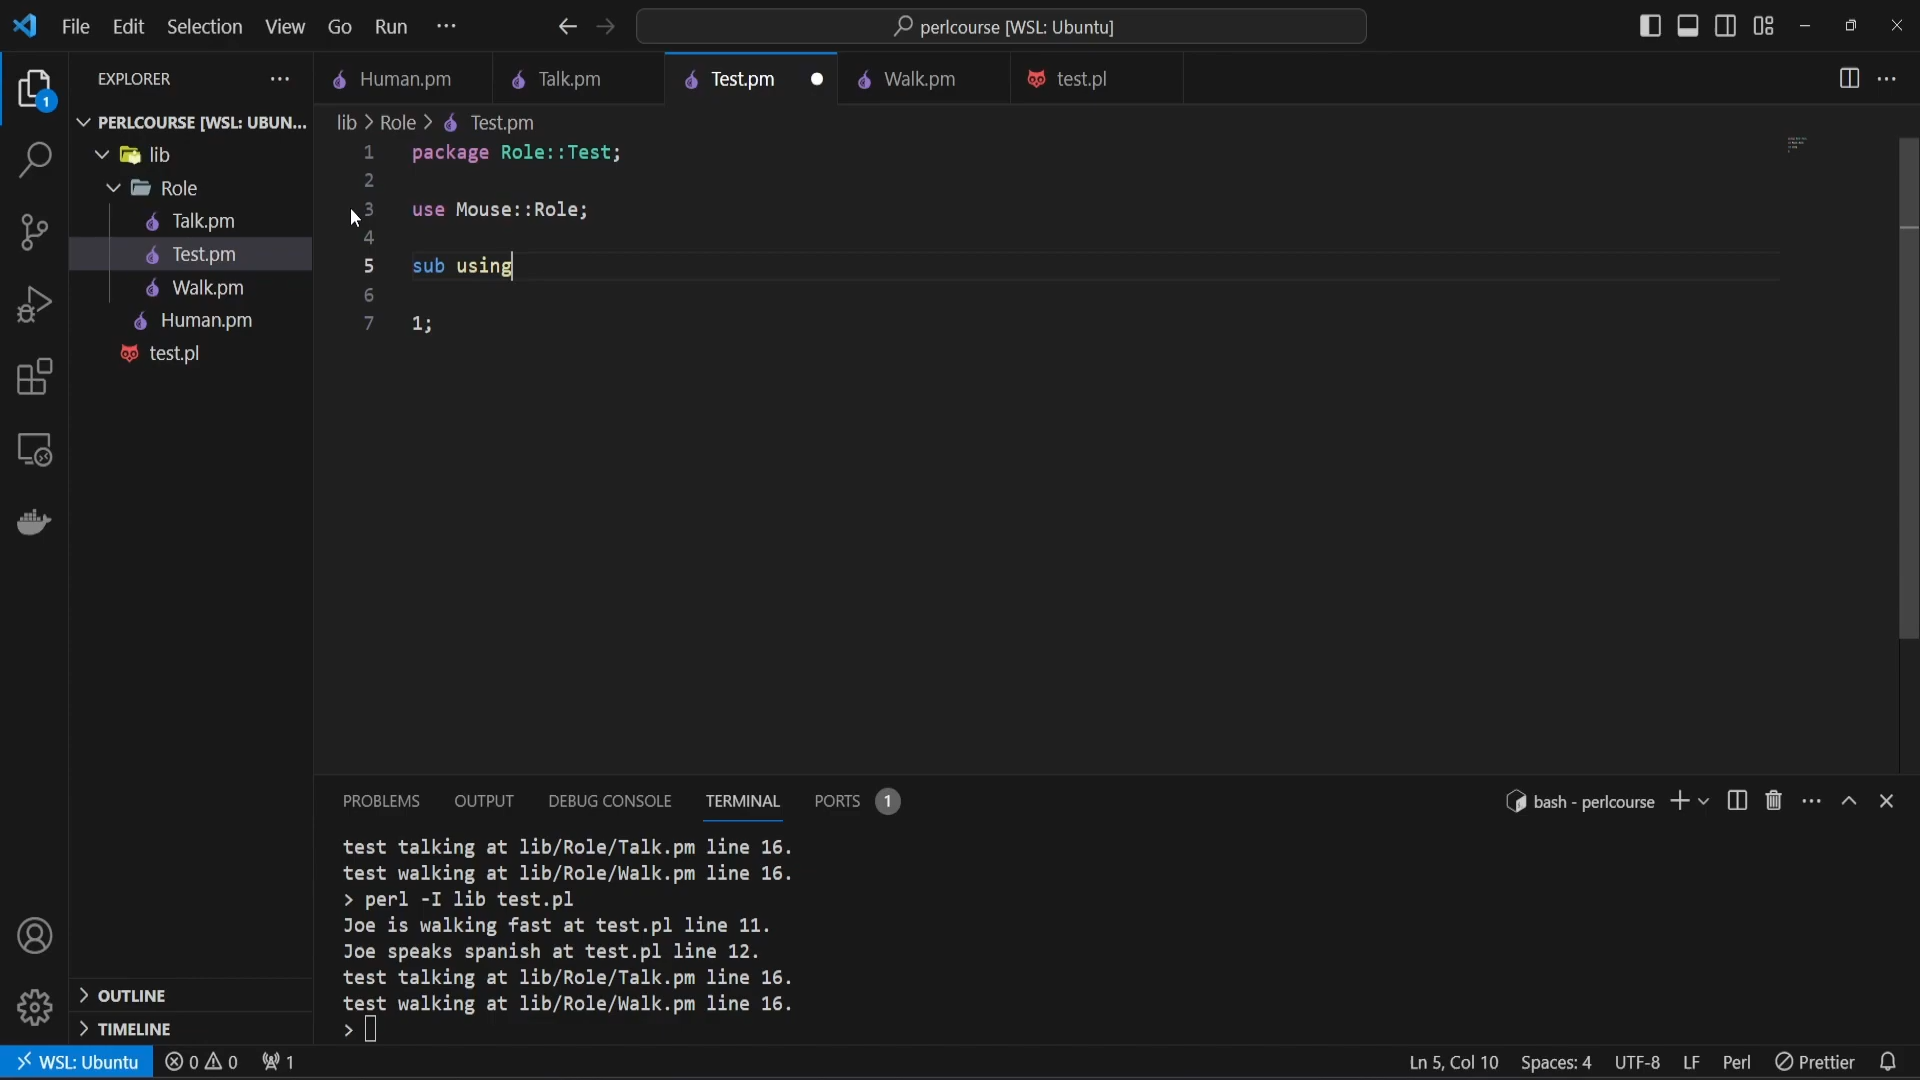 File Edit Selection View Go Run ···
perlcourse [WSL: Ubuntu]
1
EXPLORER ···
PERLCOURSE [WSL: UBUN...
lib
Role
Talk.pm
Test.pm
Walk.pm
Human.pm
test.pl
OUTLINE
TIMELINE
Human.pm Talk.pm Test.pm Walk.pm test.pl
lib > Role > Test.pm
1 package Role::Test;
2
3 use Mouse::Role;
4
5 sub using
6
7 1;
PROBLEMS OUTPUT DEBUG CONSOLE TERMINAL PORTS 1
bash - perlcourse
test talking at lib/Role/Talk.pm line 16.
test walking at lib/Role/Walk.pm line 16.
> perl -I lib test.pl
Joe is walking fast at test.pl line 11.
Joe speaks spanish at test.pl line 12.
test talking at lib/Role/Talk.pm line 16.
test walking at lib/Role/Walk.pm line 16.
>
WSL: Ubuntu 0 0 1 Ln 5, Col 10 Spaces: 4 UTF-8 LF Perl Prettier